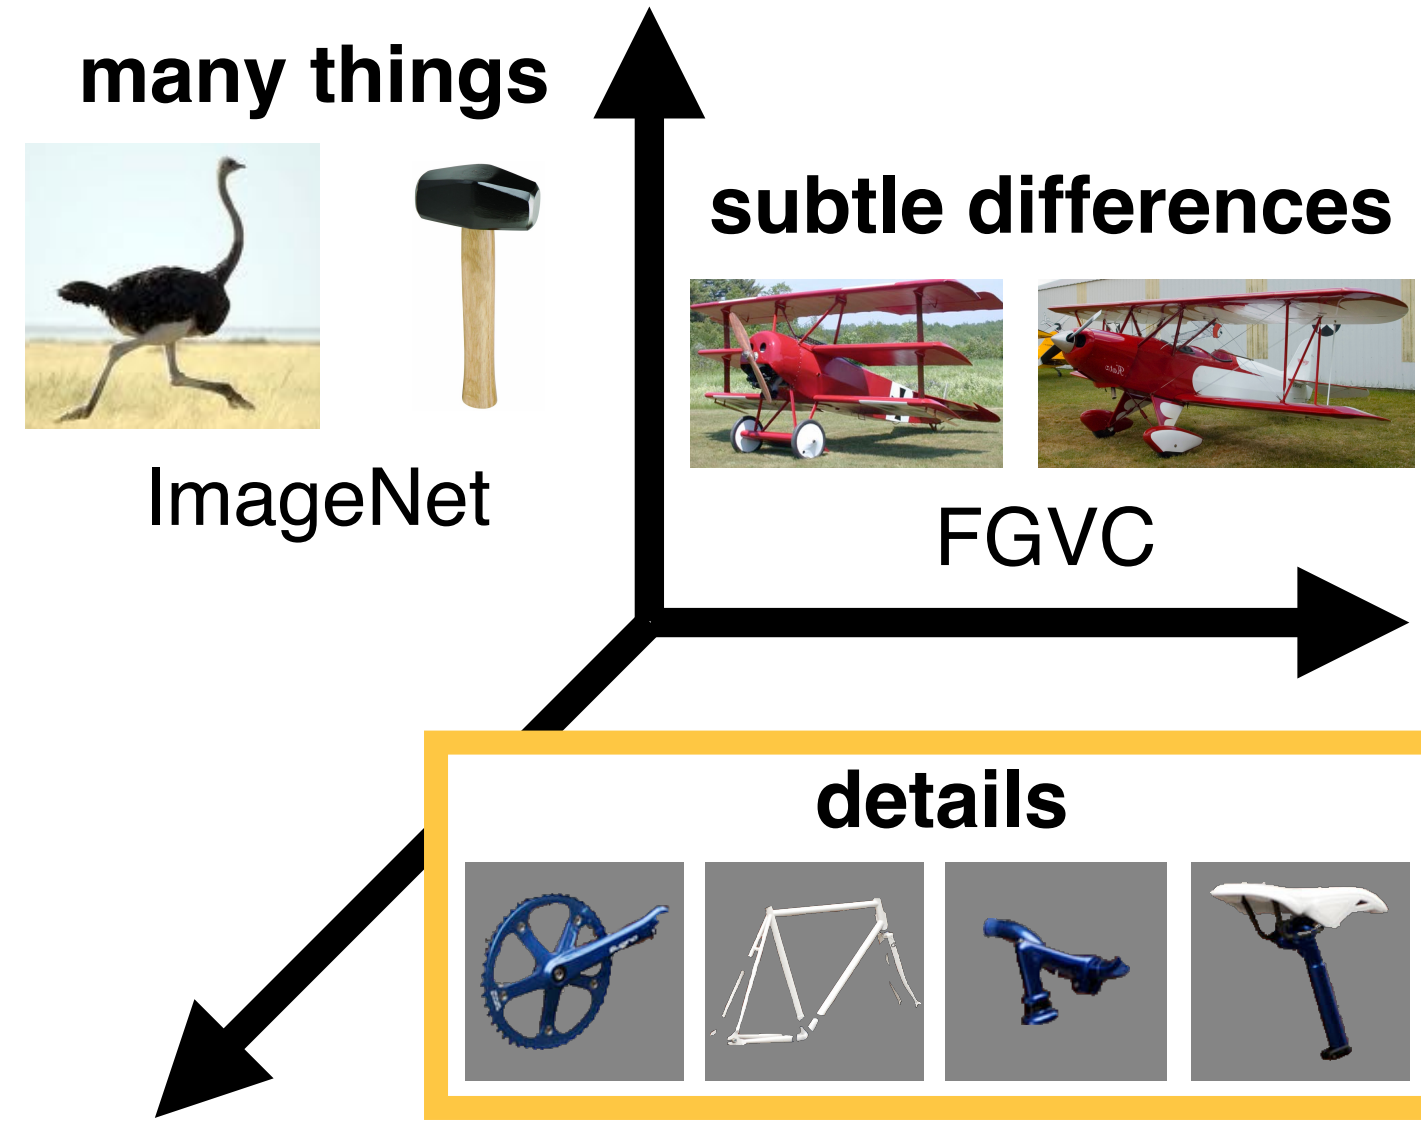 many things
ImageNet
subtle differences
FGVC
details